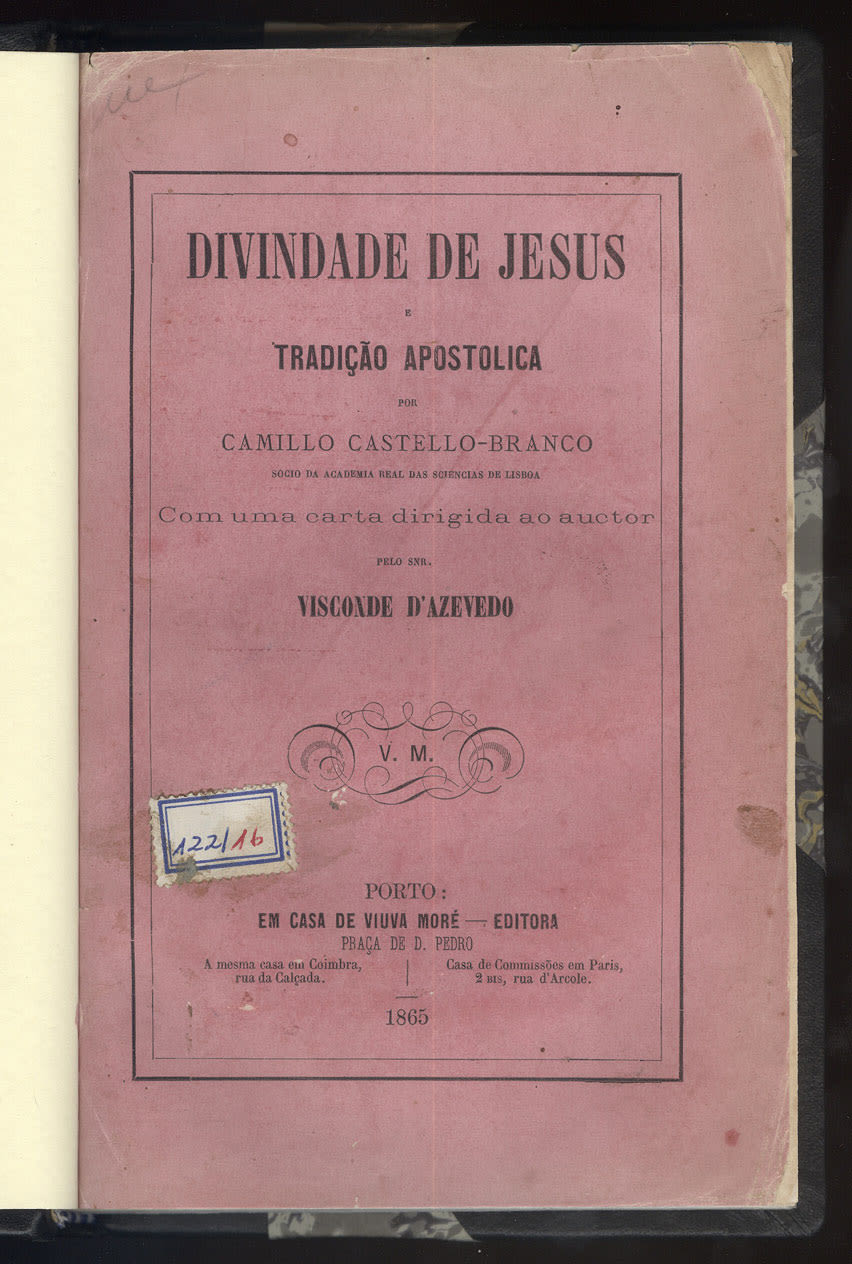 DIVINDADE DE JESUS
E
TRADIÇÃO APOSTOLICA
POR
CAMILLO CASTELLO-BRANCO
SOCIO DA ACADEMIA REAL DAS SCIENCIAS DE LISBOA
Com uma carta dirigida ao auctor
PELO SNR.
VISCONDE D'AZEVEDO
V. M.
122/16
PORTO:
EM CASA DE VIUVA MORÉ — EDITORA
PRAÇA DE D. PEDRO
A mesma casa em Coimbra,
rua da Calçada.
Casa de Commissões em Paris,
2 BIS, rua d'Arcole.
1865